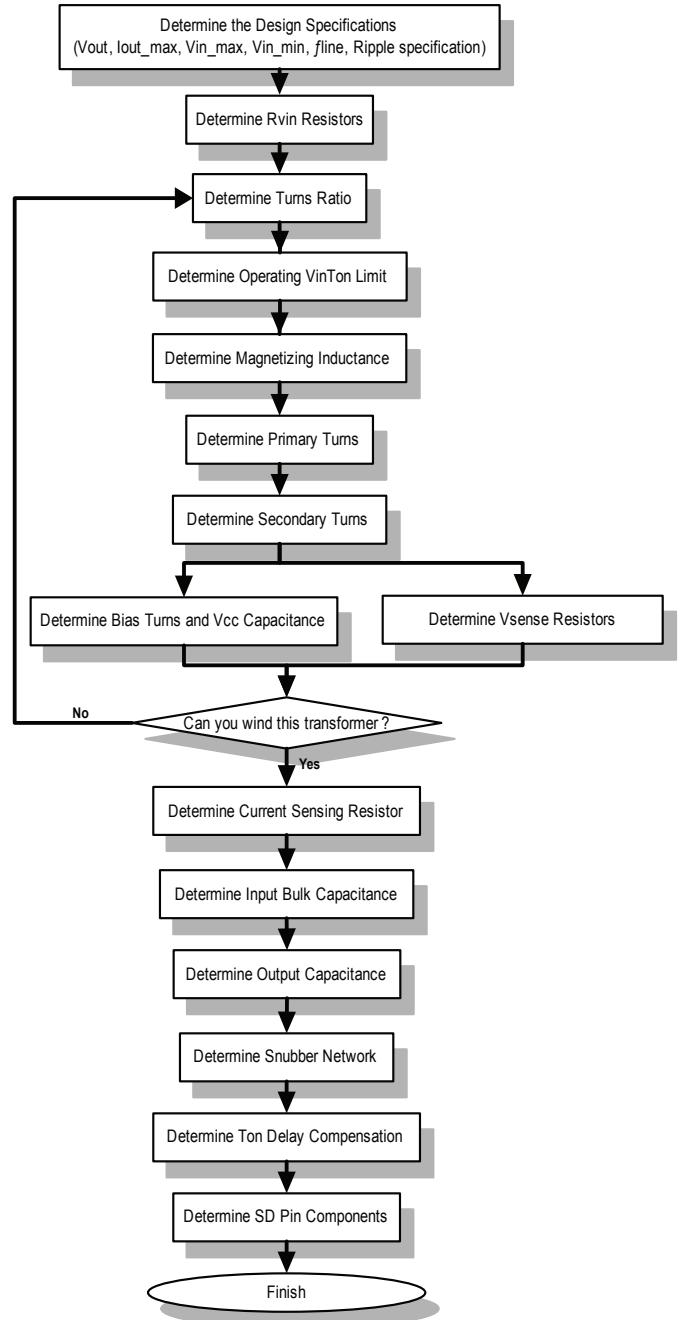 Determine the Design Specifications
(Vout, Iout_max, Vin_max, Vin_min, ƒline, Ripple specification)
Determine Rvin Resistors
Determine Turns Ratio
Determine Operating VinTon Limit
Determine Magnetizing Inductance
Determine Primary Turns
Determine Secondary Turns
Determine Bias Turns and Vcc Capacitance
Determine Vsense Resistors
No
Can you wind this transformer?
Yes
Determine Current Sensing Resistor
Determine Input Bulk Capacitance
Determine Output Capacitance
Determine Snubber Network
Determine Ton Delay Compensation
Determine SD Pin Components
Finish